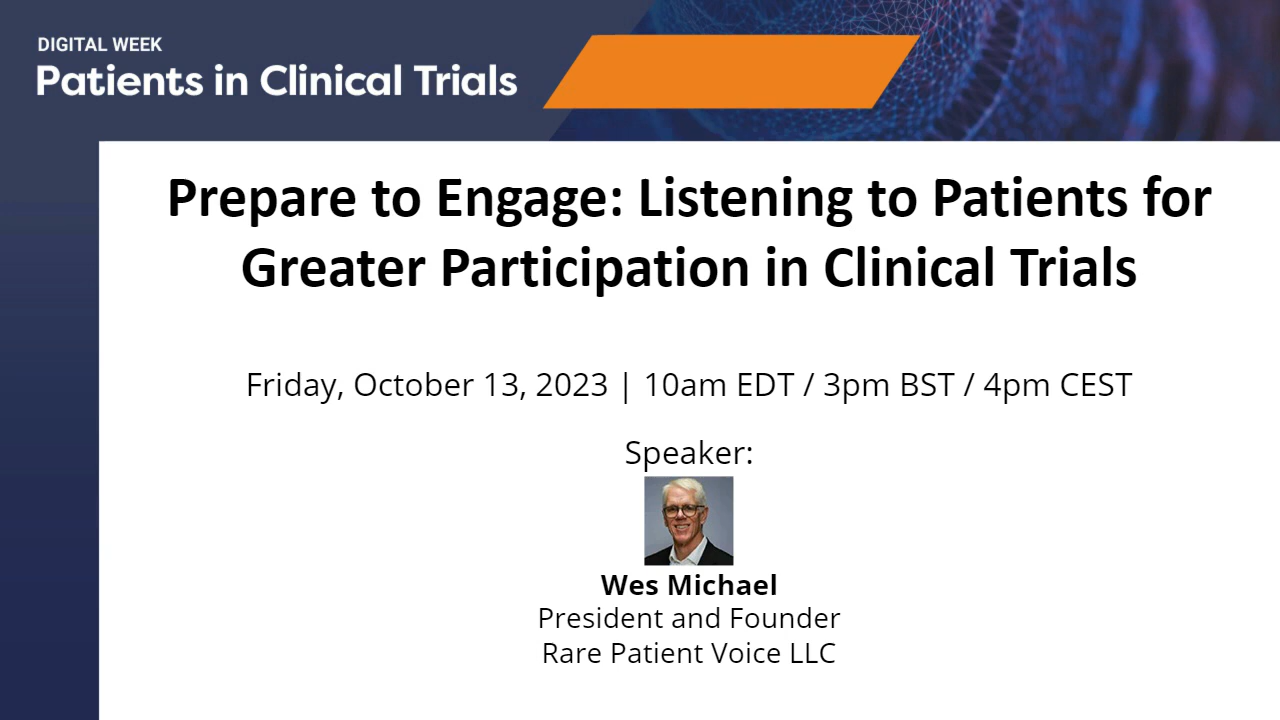 DIGITAL WEEK
Patients in Clinical Trials
Prepare to Engage: Listening to Patients for
Greater Participation in Clinical Trials
Friday, October 13, 2023 | 10am EDT / 3pm BST / 4pm CEST
Speaker:
Wes Michael
President and Founder
Rare Patient Voice LLC